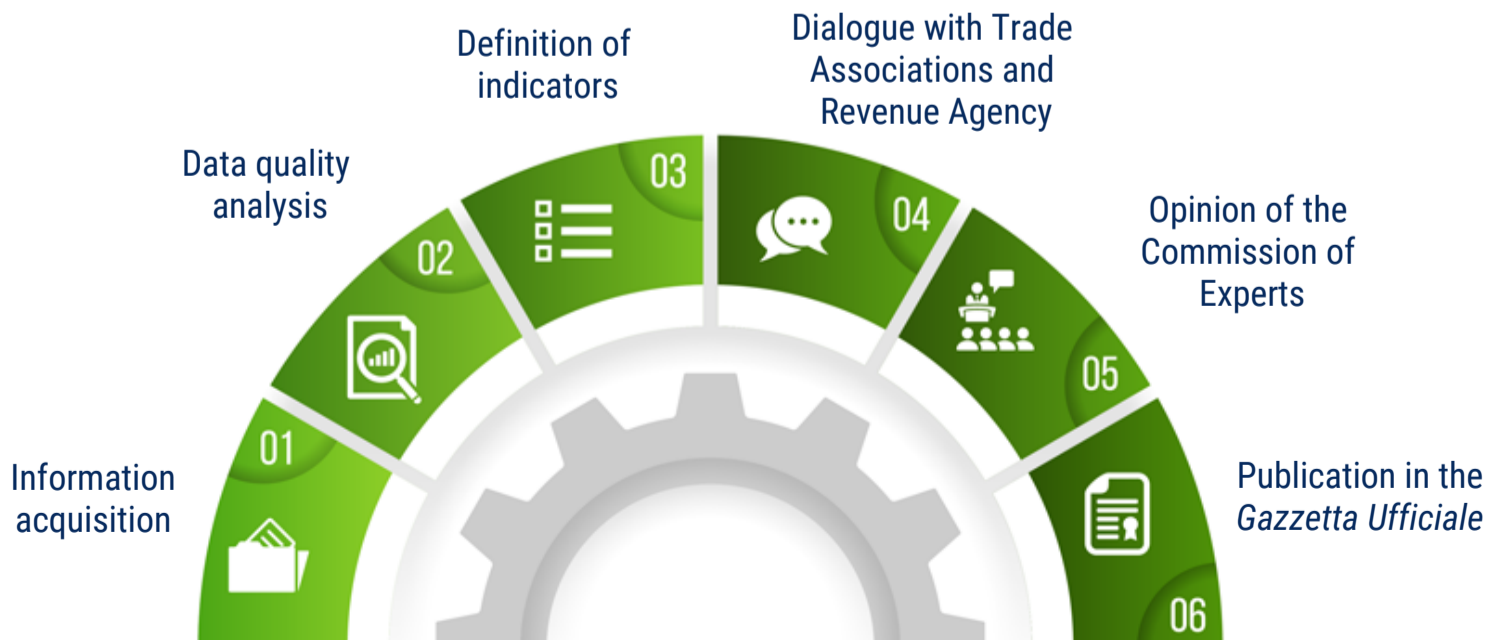 01
Information
acquisition
02
Data quality
analysis
03
Definition of
indicators
04
Dialogue with Trade
Associations and
Revenue Agency
05
Opinion of the
Commission of
Experts
06
Publication in the
Gazzetta Ufficiale